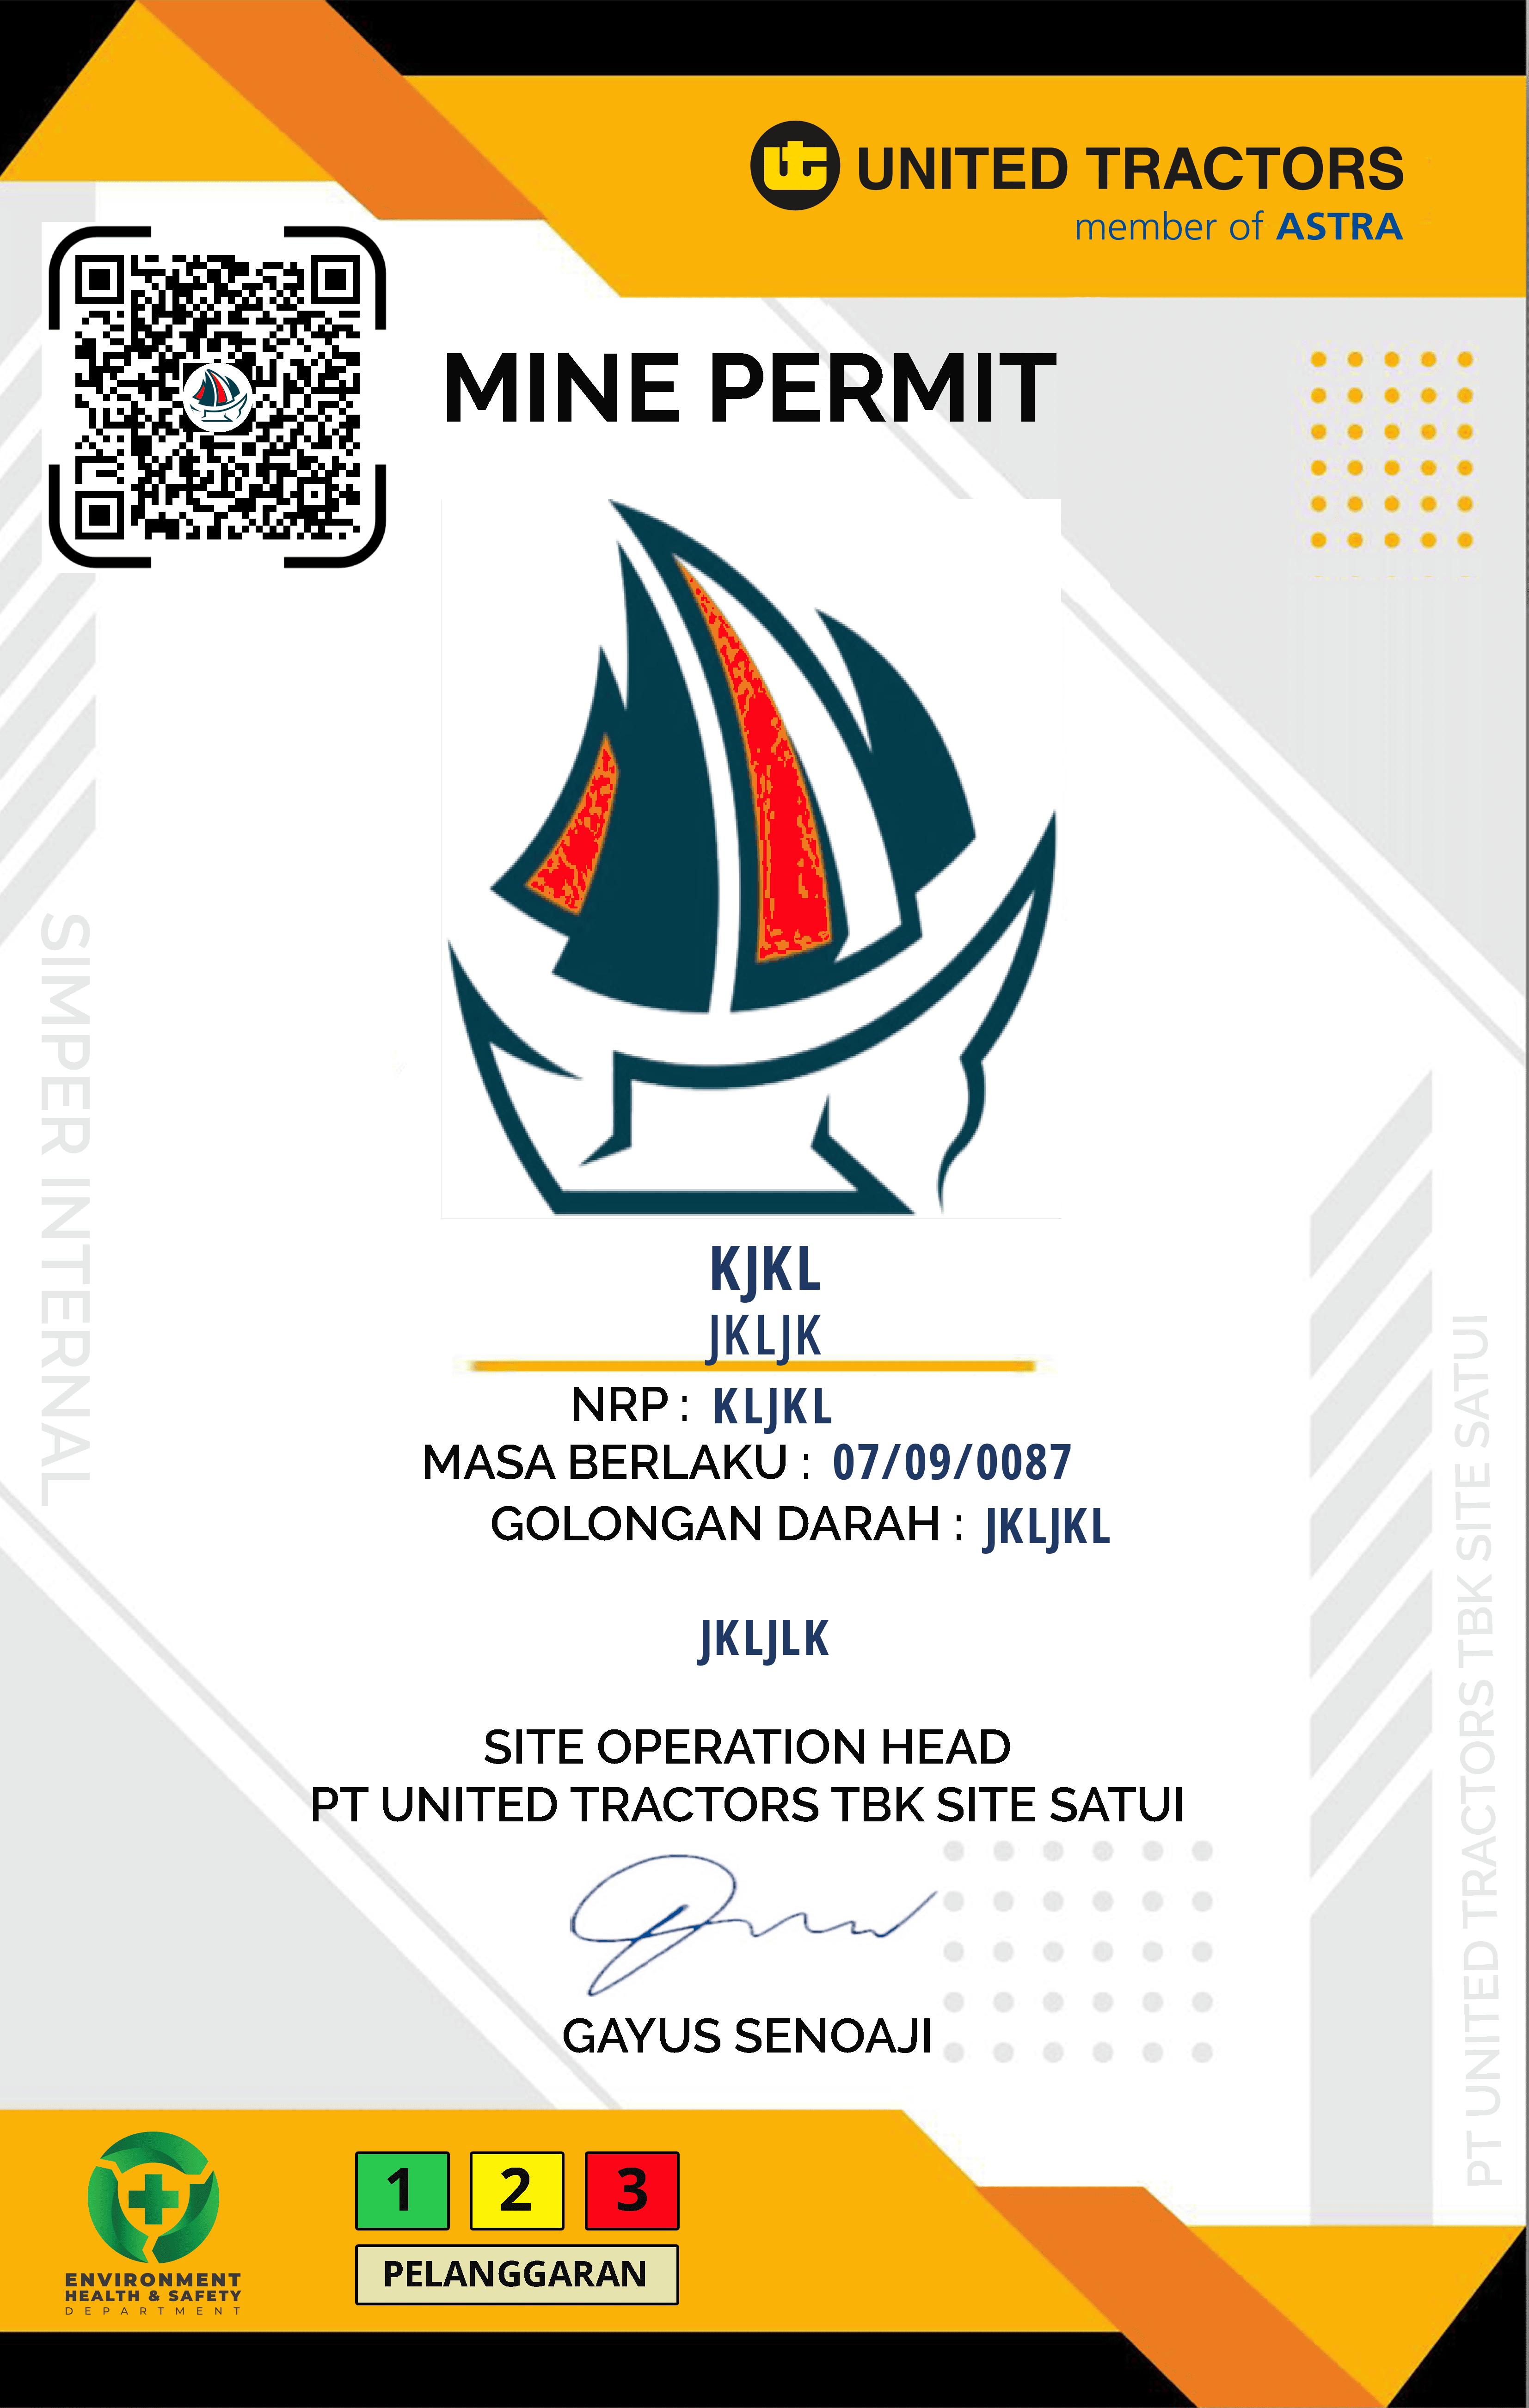 UNITED TRACTORS
member of ASTRA
MINE PERMIT
SIMPER INTERNAL
KJKL
JKLJK
NRP : KLJKL
MASA BERLAKU : 07/09/0087
GOLONGAN DARAH : JKLJKL
JKLJLK
SITE OPERATION HEAD
PT UNITED TRACTORS TBK SITE SATUI
GAYUS SENOAJI
PT UNITED TRACTORS TBK SITE SATUI
ENVIRONMENT
HEALTH & SAFETY
DEPARTMENT
1 2 3
PELANGGARAN